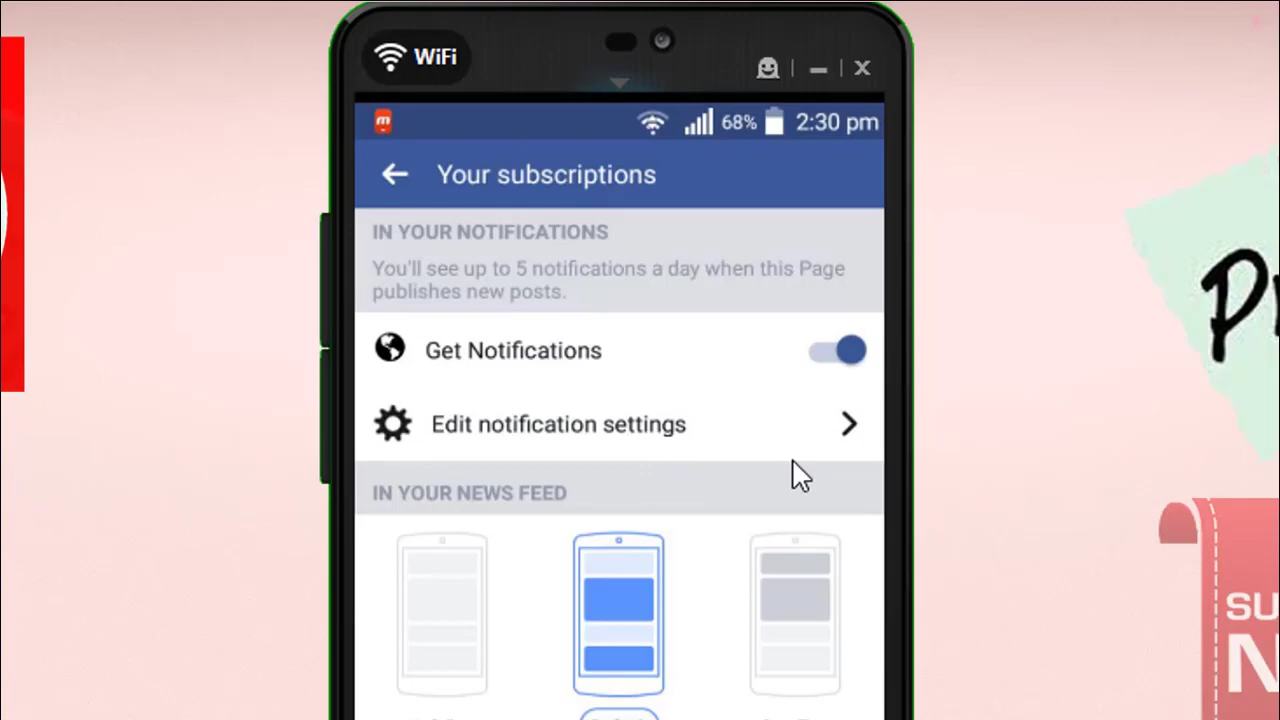 WiFi
68% 2:30 pm
Your subscriptions
IN YOUR NOTIFICATIONS
You'll see up to 5 notifications a day when this Page
publishes new posts.
Get Notifications
Edit notification settings
IN YOUR NEWS FEED